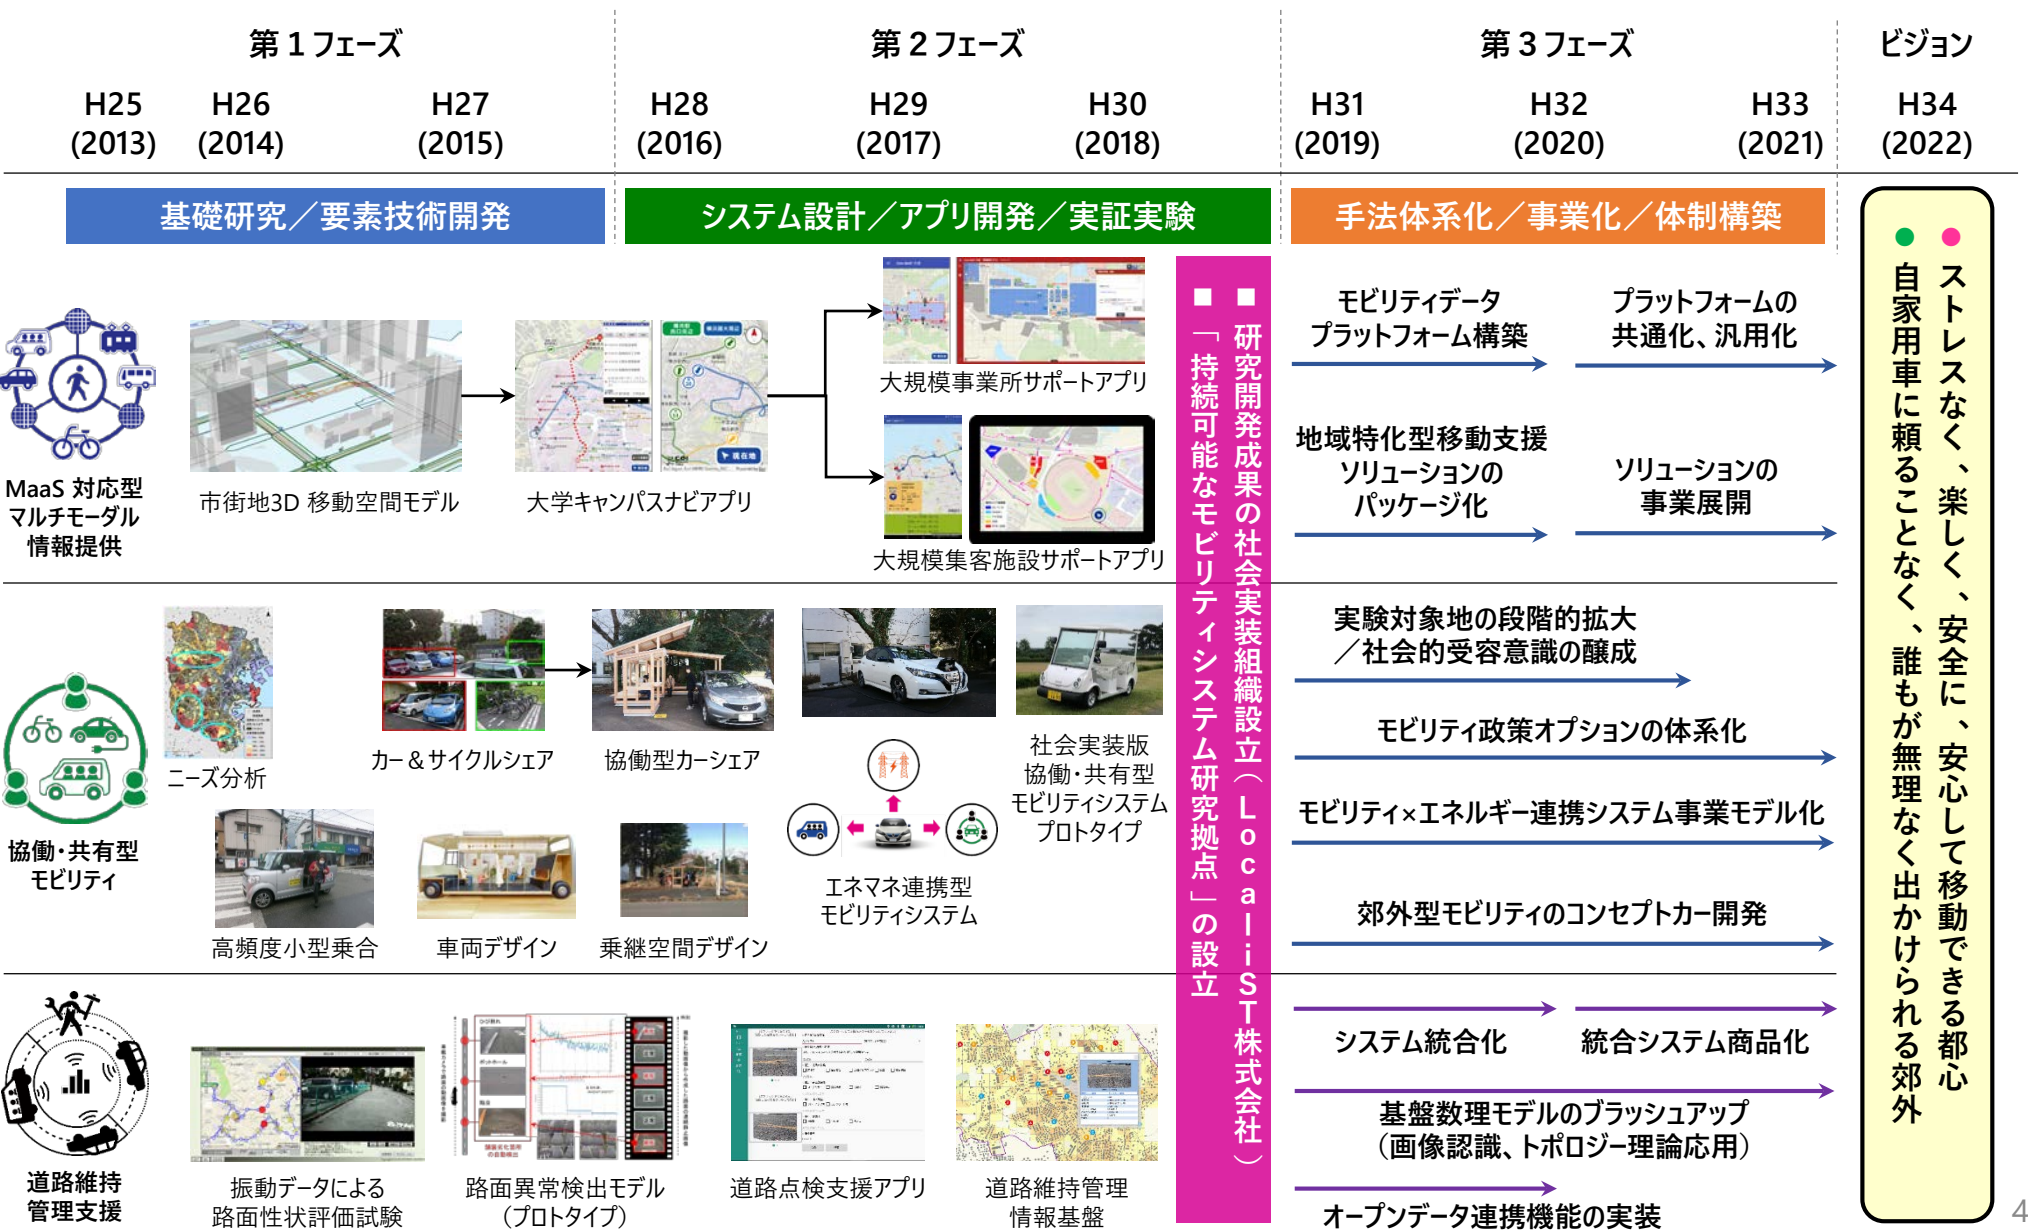 第１フェーズ
第２フェーズ
第３フェーズ
ビジョン
H25
(2013)
H26
(2014)
H27
(2015)
H28
(2016)
H29
(2017)
H30
(2018)
H31
(2019)
H32
(2020)
H33
(2021)
H34
(2022)
基礎研究／要素技術開発
システム設計／アプリ開発／実証実験
手法体系化／事業化／体制構築
MaaS 対応型
マルチモーダル
情報提供
市街地3D 移動空間モデル
現在地
大学キャンパスナビアプリ
大規模事業所サポートアプリ
大規模集客施設サポートアプリ
モビリティデータ
プラットフォーム構築
プラットフォームの
共通化、汎用化
地域特化型移動支援
ソリューションの
パッケージ化
ソリューションの
事業展開
協働・共有型
モビリティ
ニーズ分析
カー＆サイクルシェア
協働型カーシェア
社会実装版
協働・共有型
モビリティシステム
プロトタイプ
高頻度小型乗合
車両デザイン
乗継空間デザイン
エネマネ連携型
モビリティシステム
実験対象地の段階的拡大
／社会的受容意識の醸成
モビリティ政策オプションの体系化
モビリティ×エネルギー連携システム事業モデル化
郊外型モビリティのコンセプトカー開発
道路維持
管理支援
振動データによる
路面性状評価試験
路面異常検出モデル
（プロトタイプ）
道路点検支援アプリ
道路維持管理
情報基盤
システム統合化
統合システム商品化
基盤数理モデルのブラッシュアップ
（画像認識、トポロジー理論応用）
オープンデータ連携機能の実装
■ 研究開発成果の社会実装組織設立（LocaliST株式会社）
■ 「持続可能なモビリティシステム研究拠点」の設立
● ストレスなく、楽しく、安全に、安心して移動できる都心
● 自家用車に頼ることなく、誰もが無理なく出かけられる郊外
4